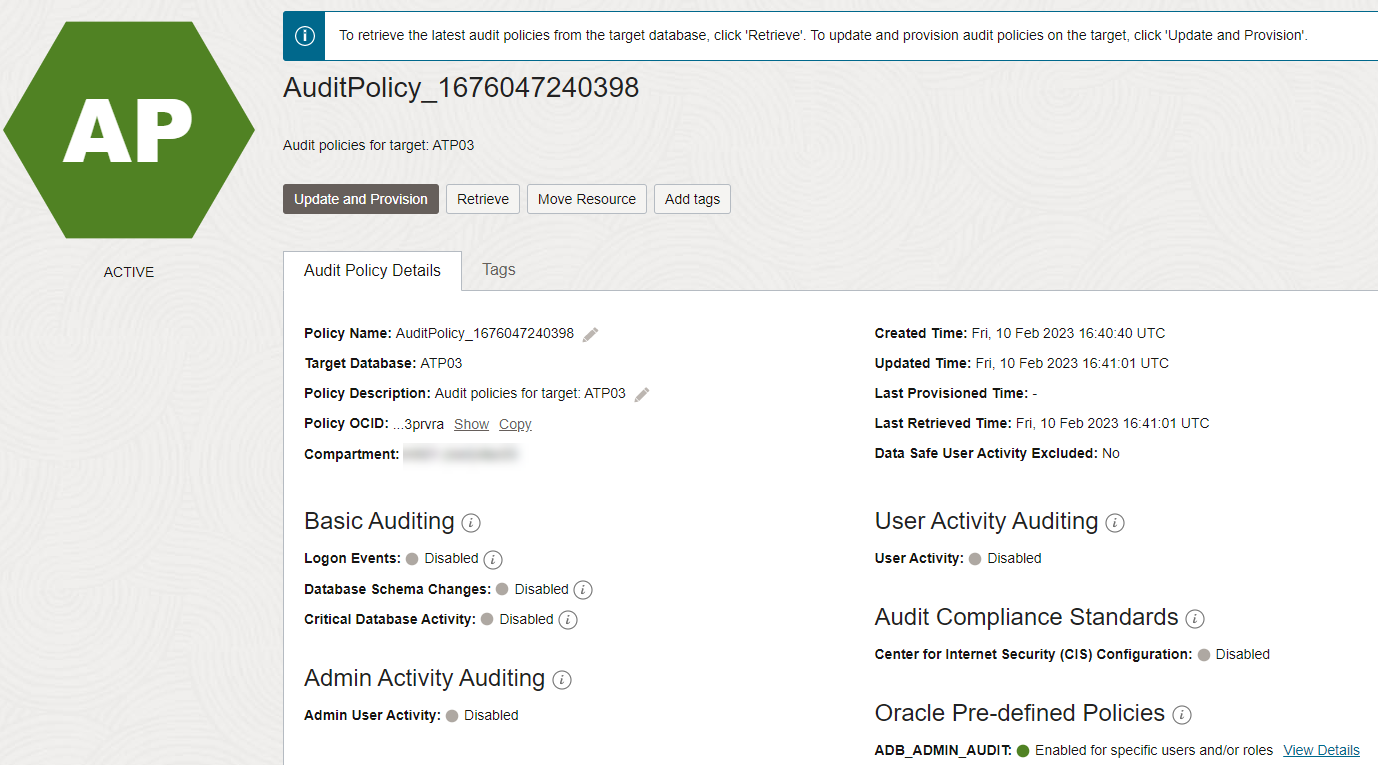 AP
ACTIVE
To retrieve the latest audit policies from the target database, click 'Retrieve'. To update and provision audit policies on the target, click 'Update and Provision'.
AuditPolicy_1676047240398
Audit policies for target: ATP03
Update and Provision
Retrieve
Move Resource
Add tags
Audit Policy Details
Tags
Policy Name: AuditPolicy_1676047240398
Target Database: ATP03
Policy Description: Audit policies for target: ATP03
Policy OCID: ...3prvra Show Copy
Compartment:
Created Time: Fri, 10 Feb 2023 16:40:40 UTC
Updated Time: Fri, 10 Feb 2023 16:41:01 UTC
Last Provisioned Time: -
Last Retrieved Time: Fri, 10 Feb 2023 16:41:01 UTC
Data Safe User Activity Excluded: No
Basic Auditing
Logon Events: Disabled
Database Schema Changes: Disabled
Critical Database Activity: Disabled
Admin Activity Auditing
Admin User Activity: Disabled
User Activity Auditing
User Activity: Disabled
Audit Compliance Standards
Center for Internet Security (CIS) Configuration: Disabled
Oracle Pre-defined Policies
ADB_ADMIN_AUDIT: Enabled for specific users and/or roles View Details